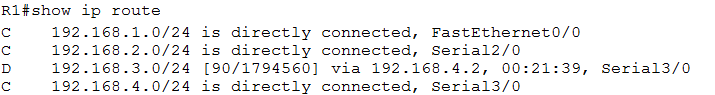 R1#show ip route
C    192.168.1.0/24 is directly connected, FastEthernet0/0
C    192.168.2.0/24 is directly connected, Serial2/0
D    192.168.3.0/24 [90/1794560] via 192.168.4.2, 00:21:39, Serial3/0
C    192.168.4.0/24 is directly connected, Serial3/0